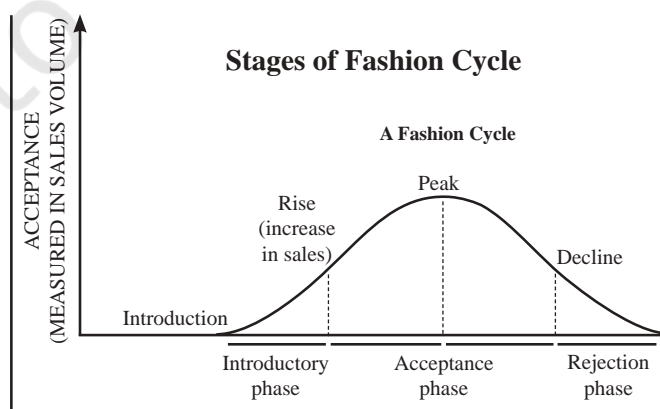 Stages of Fashion Cycle
A Fashion Cycle
ACCEPTANCE
(MEASURED IN SALES VOLUME)
Peak
Rise
(increase
in sales)
Decline
Introduction
Introductory
phase
Acceptance
phase
Rejection
phase